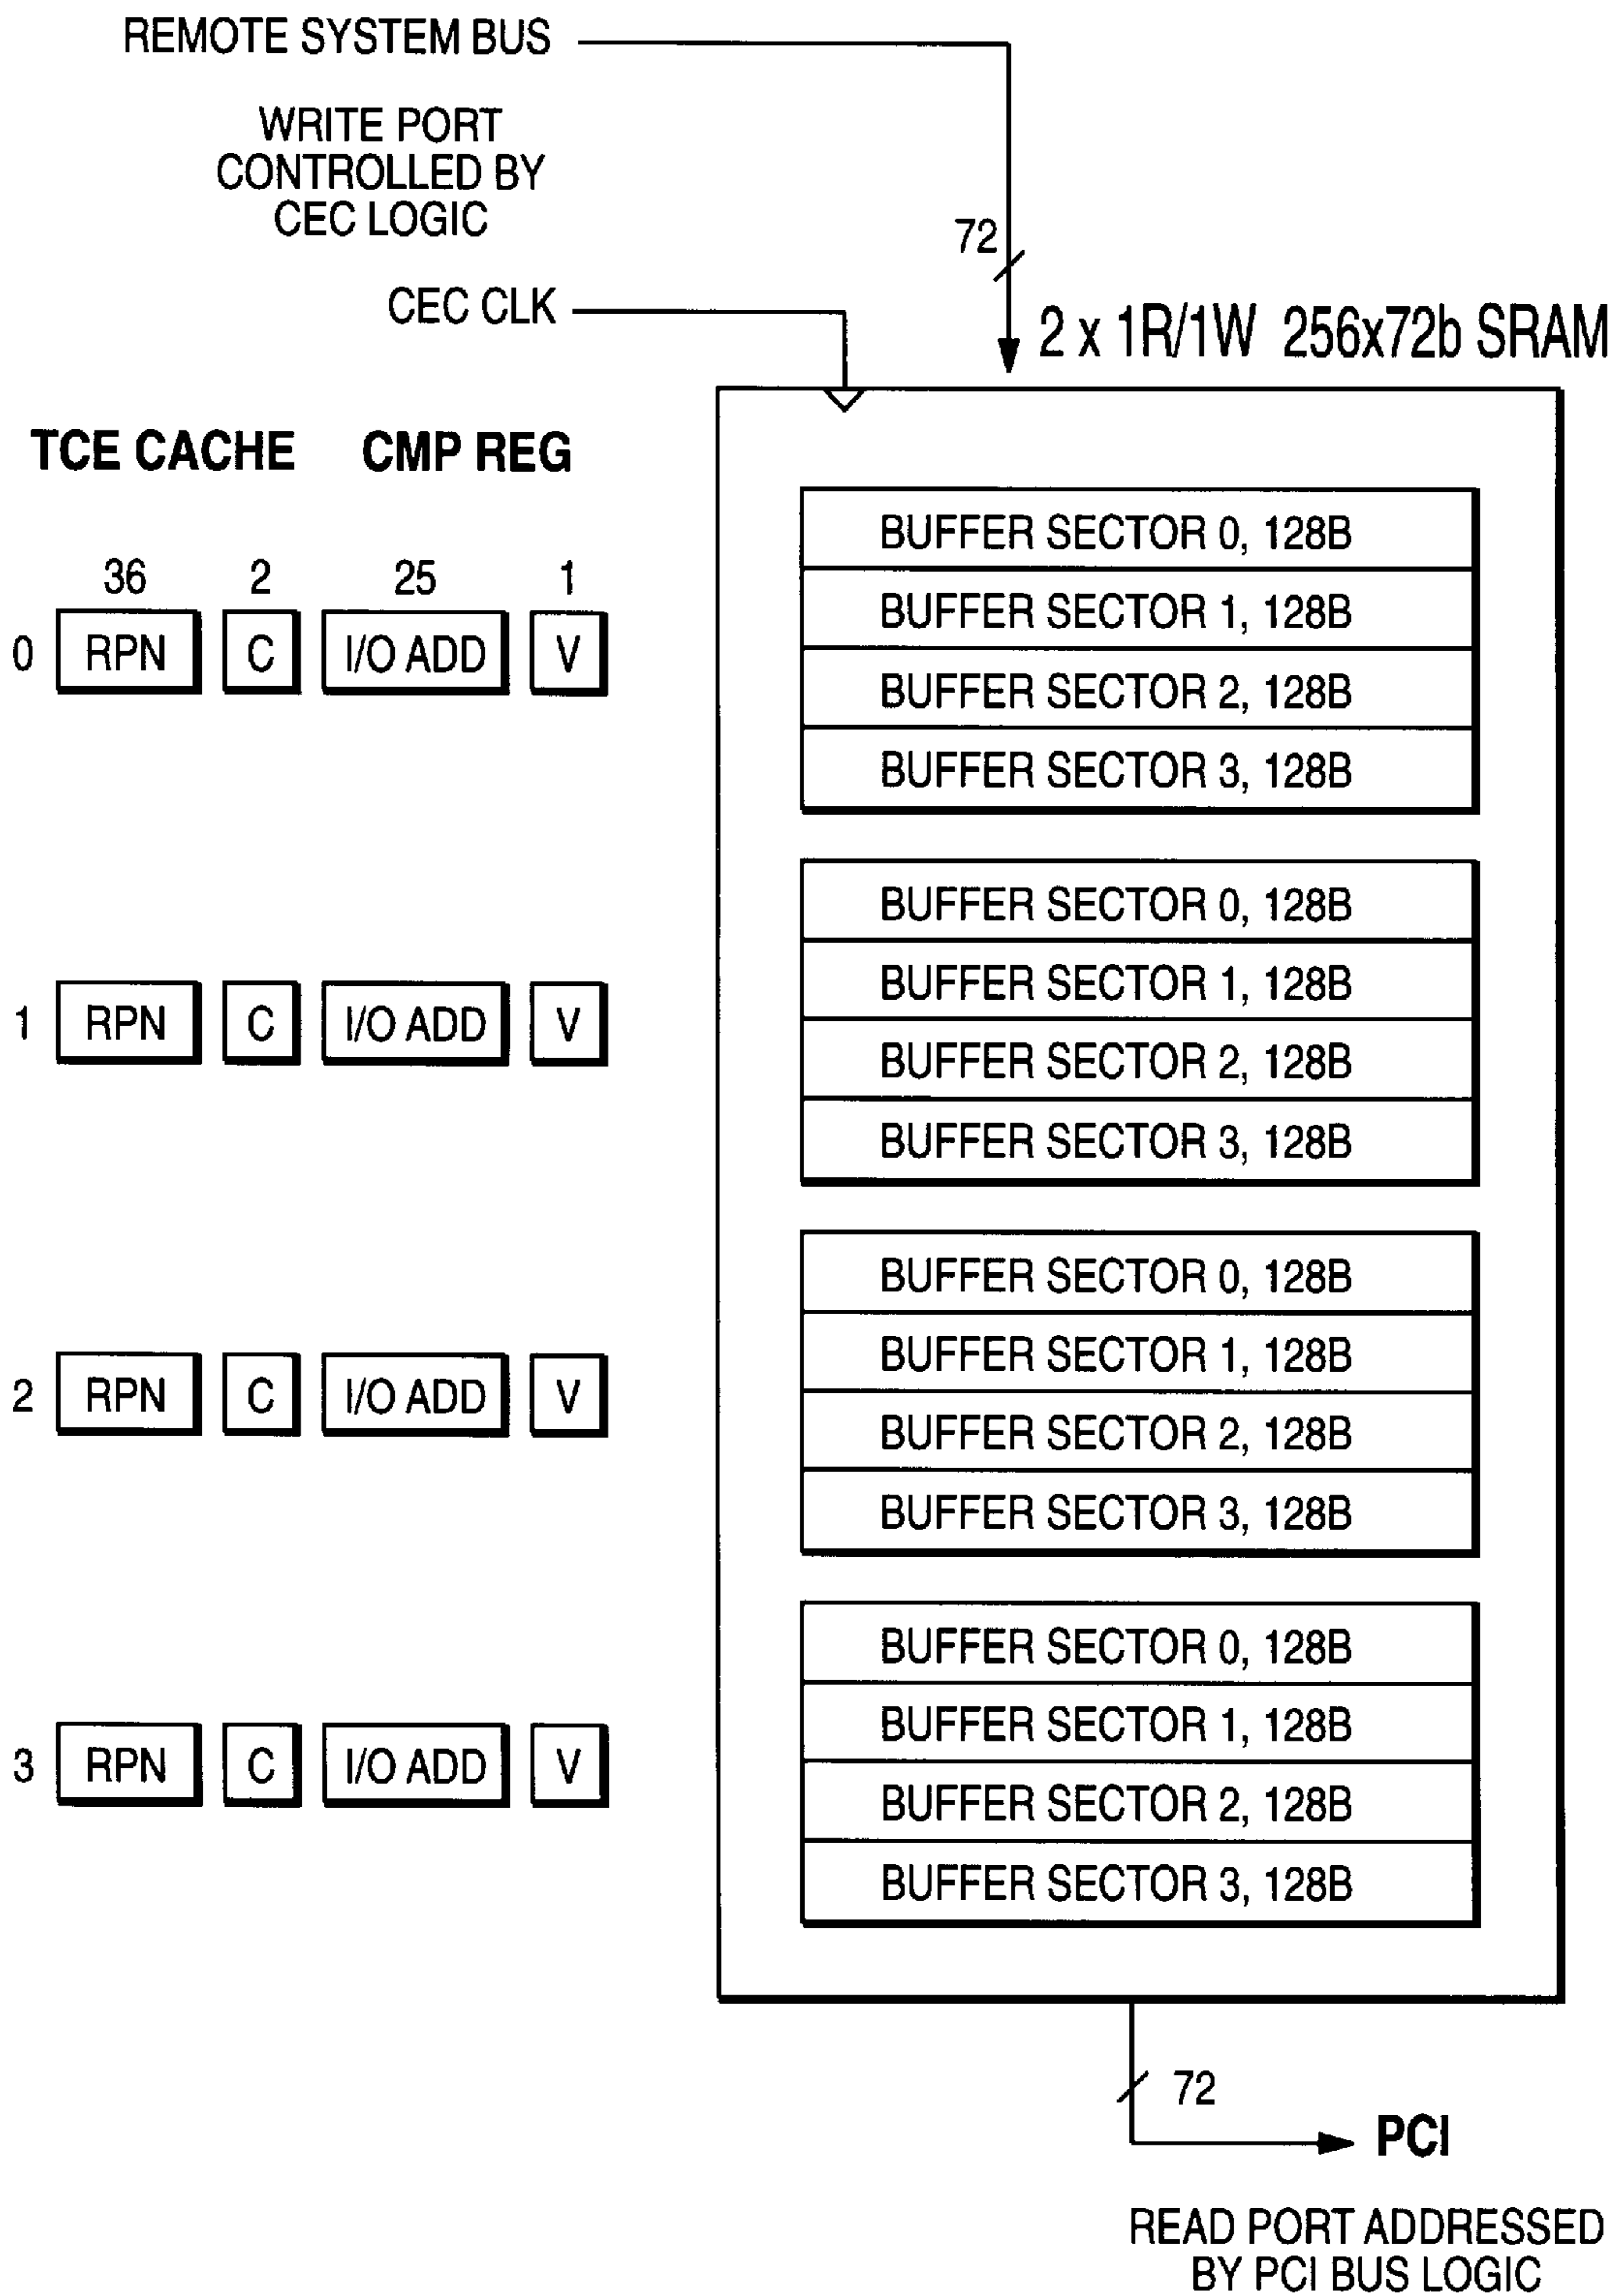 REMOTE SYSTEM BUS
WRITE PORT
CONTROLLED BY
CEC LOGIC
72
CEC CLK
2 x 1R/1W 256x72b SRAM
TCE CACHE CMP REG
36 2 25 1
0 RPN C I/O ADD V
BUFFER SECTOR 0, 128B
BUFFER SECTOR 1, 128B
BUFFER SECTOR 2, 128B
BUFFER SECTOR 3, 128B
1 RPN C I/O ADD V
BUFFER SECTOR 0, 128B
BUFFER SECTOR 1, 128B
BUFFER SECTOR 2, 128B
BUFFER SECTOR 3, 128B
2 RPN C I/O ADD V
BUFFER SECTOR 0, 128B
BUFFER SECTOR 1, 128B
BUFFER SECTOR 2, 128B
BUFFER SECTOR 3, 128B
3 RPN C I/O ADD V
BUFFER SECTOR 0, 128B
BUFFER SECTOR 1, 128B
BUFFER SECTOR 2, 128B
BUFFER SECTOR 3, 128B
72
PCI
READ PORT ADDRESSED
BY PCI BUS LOGIC